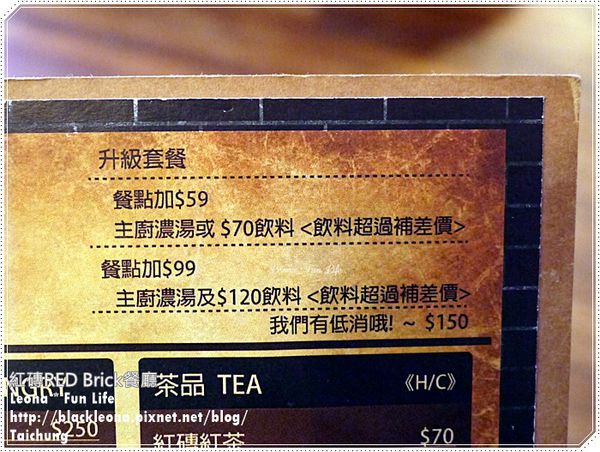 升級套餐
餐點加$59
主廚濃湯或 $70飲料 <飲料超過補差價>
餐點加$99
Leona Fun Life
主廚濃湯及$120飲料 <飲料超過補差價>
我們有低消哦! ~ $150
茶品 TEA 《H/C》
$250
紅磚紅茶 $70
紅磚RED Brick餐廳
Leona Fun Life
http://blackleona.pixnet.net/blog/
Taichung